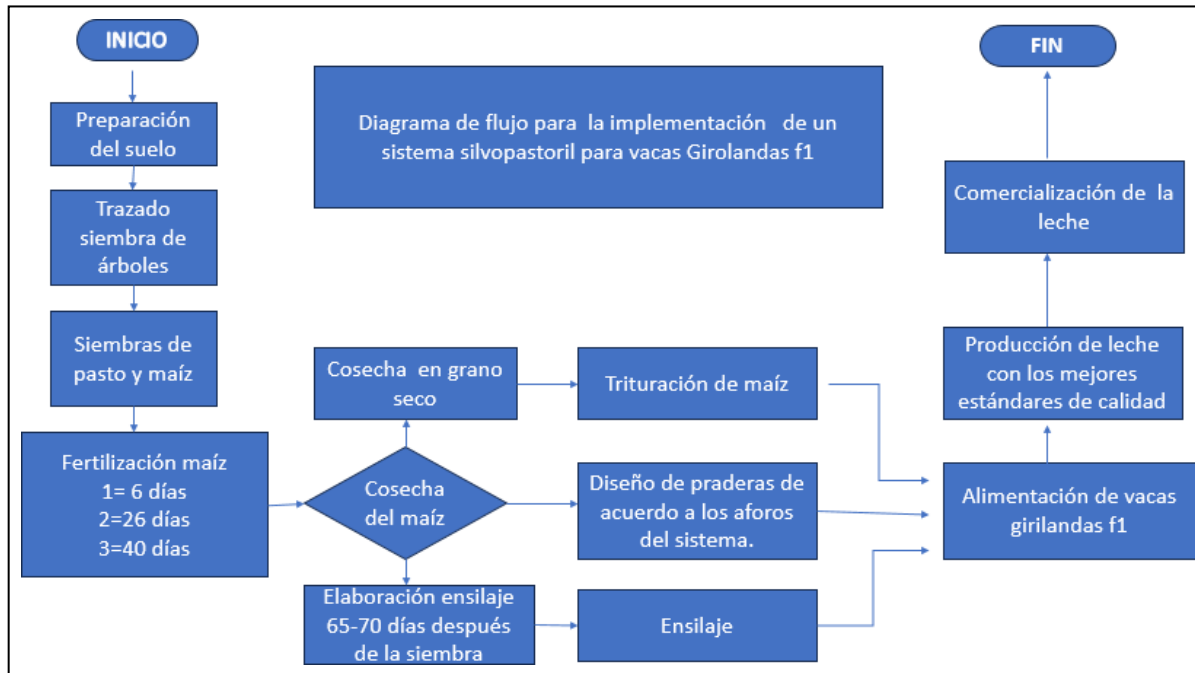 INICIO
Preparación
del suelo
Trazado
siembra de
árboles
Siembras de
pasto y maíz
Fertilización maíz
1= 6 días
2=26 días
3=40 días
Diagrama de flujo para la implementación de un
sistema silvopastoril para vacas Girolandas f1
Cosecha en grano
seco
Trituración de maíz
Cosecha
del maíz
Diseño de praderas de
acuerdo a los aforos
del sistema.
Elaboración ensilaje
65-70 días después
de la siembra
Ensilaje
Alimentación de vacas
girilandas f1
Producción de leche
con los mejores
estándares de calidad
Comercialización de la
leche
FIN